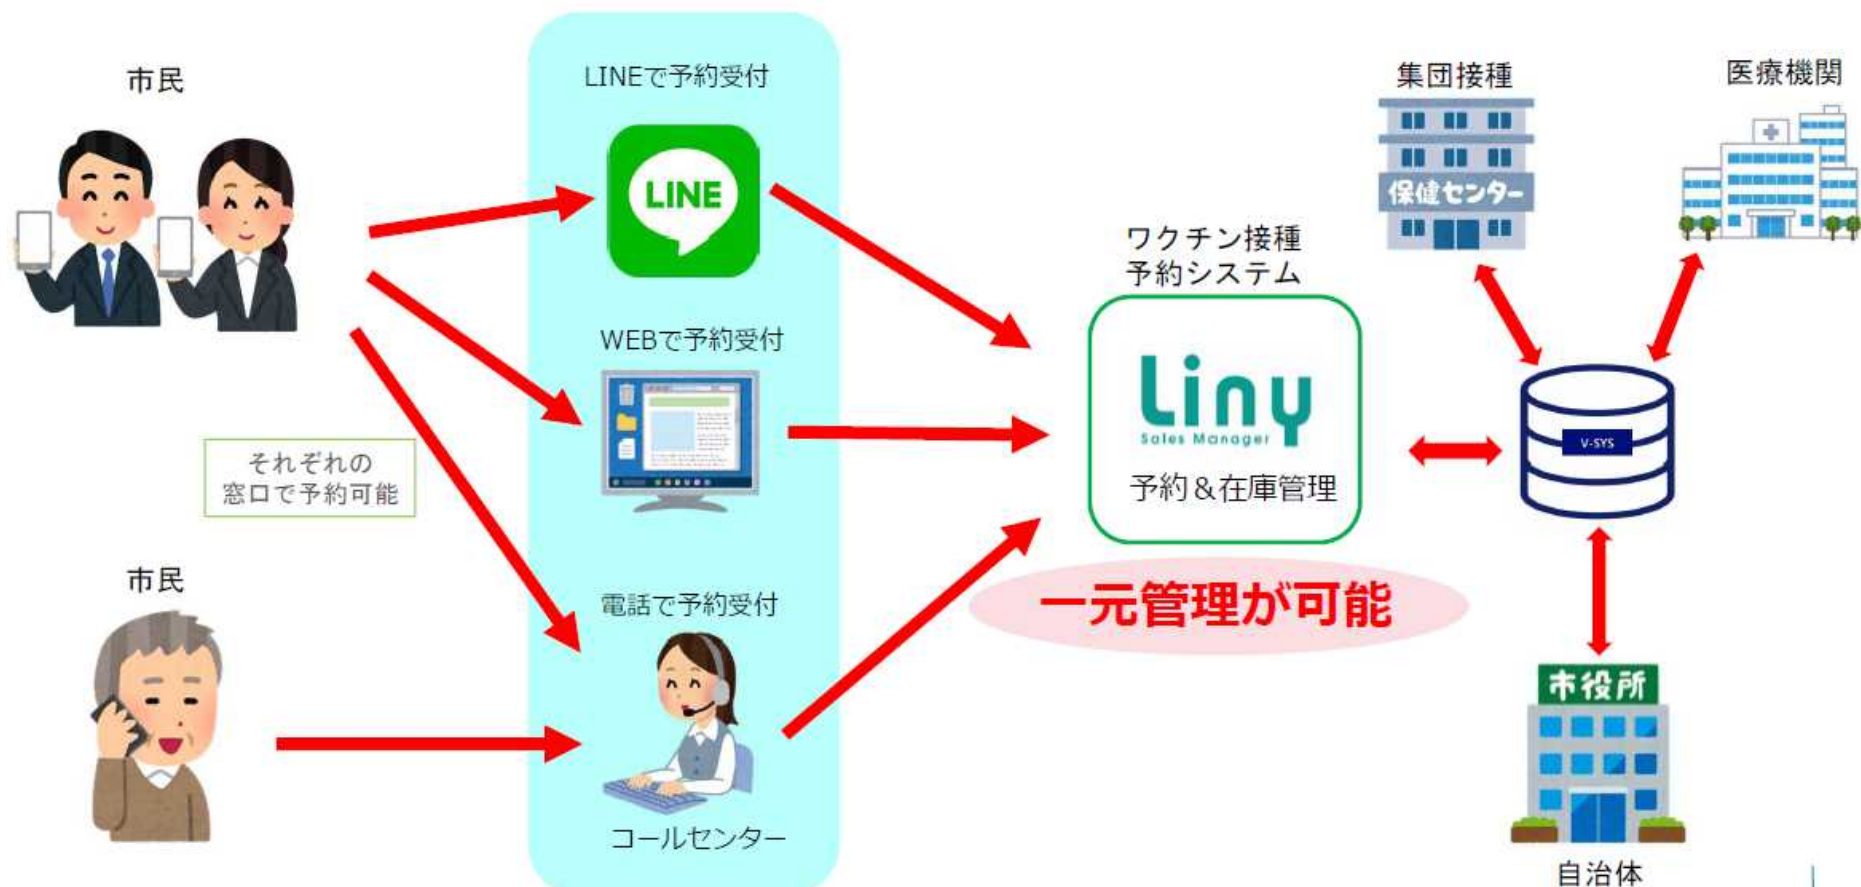 市民
それぞれの
窓口で予約可能
市民
LINEで予約受付
LINE
WEBで予約受付
電話で予約受付
コールセンター
ワクチン接種
予約システム
Liny
Sales Manager
予約&在庫管理
一元管理が可能
集団接種
保健センター
医療機関
V-SYS
市役所
自治体